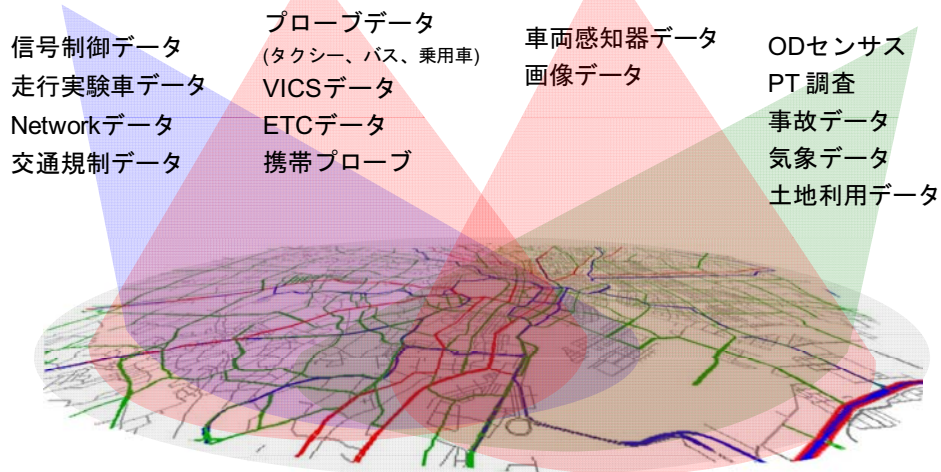 信号制御データ
走行実験車データ
Networkデータ
交通規制データ
プローブデータ
(タクシー、バス、乗用車)
VICSデータ
ETCデータ
携帯プローブ
車両感知器データ
画像データ
ODセンサス
PT 調査
事故データ
気象データ
土地利用データ